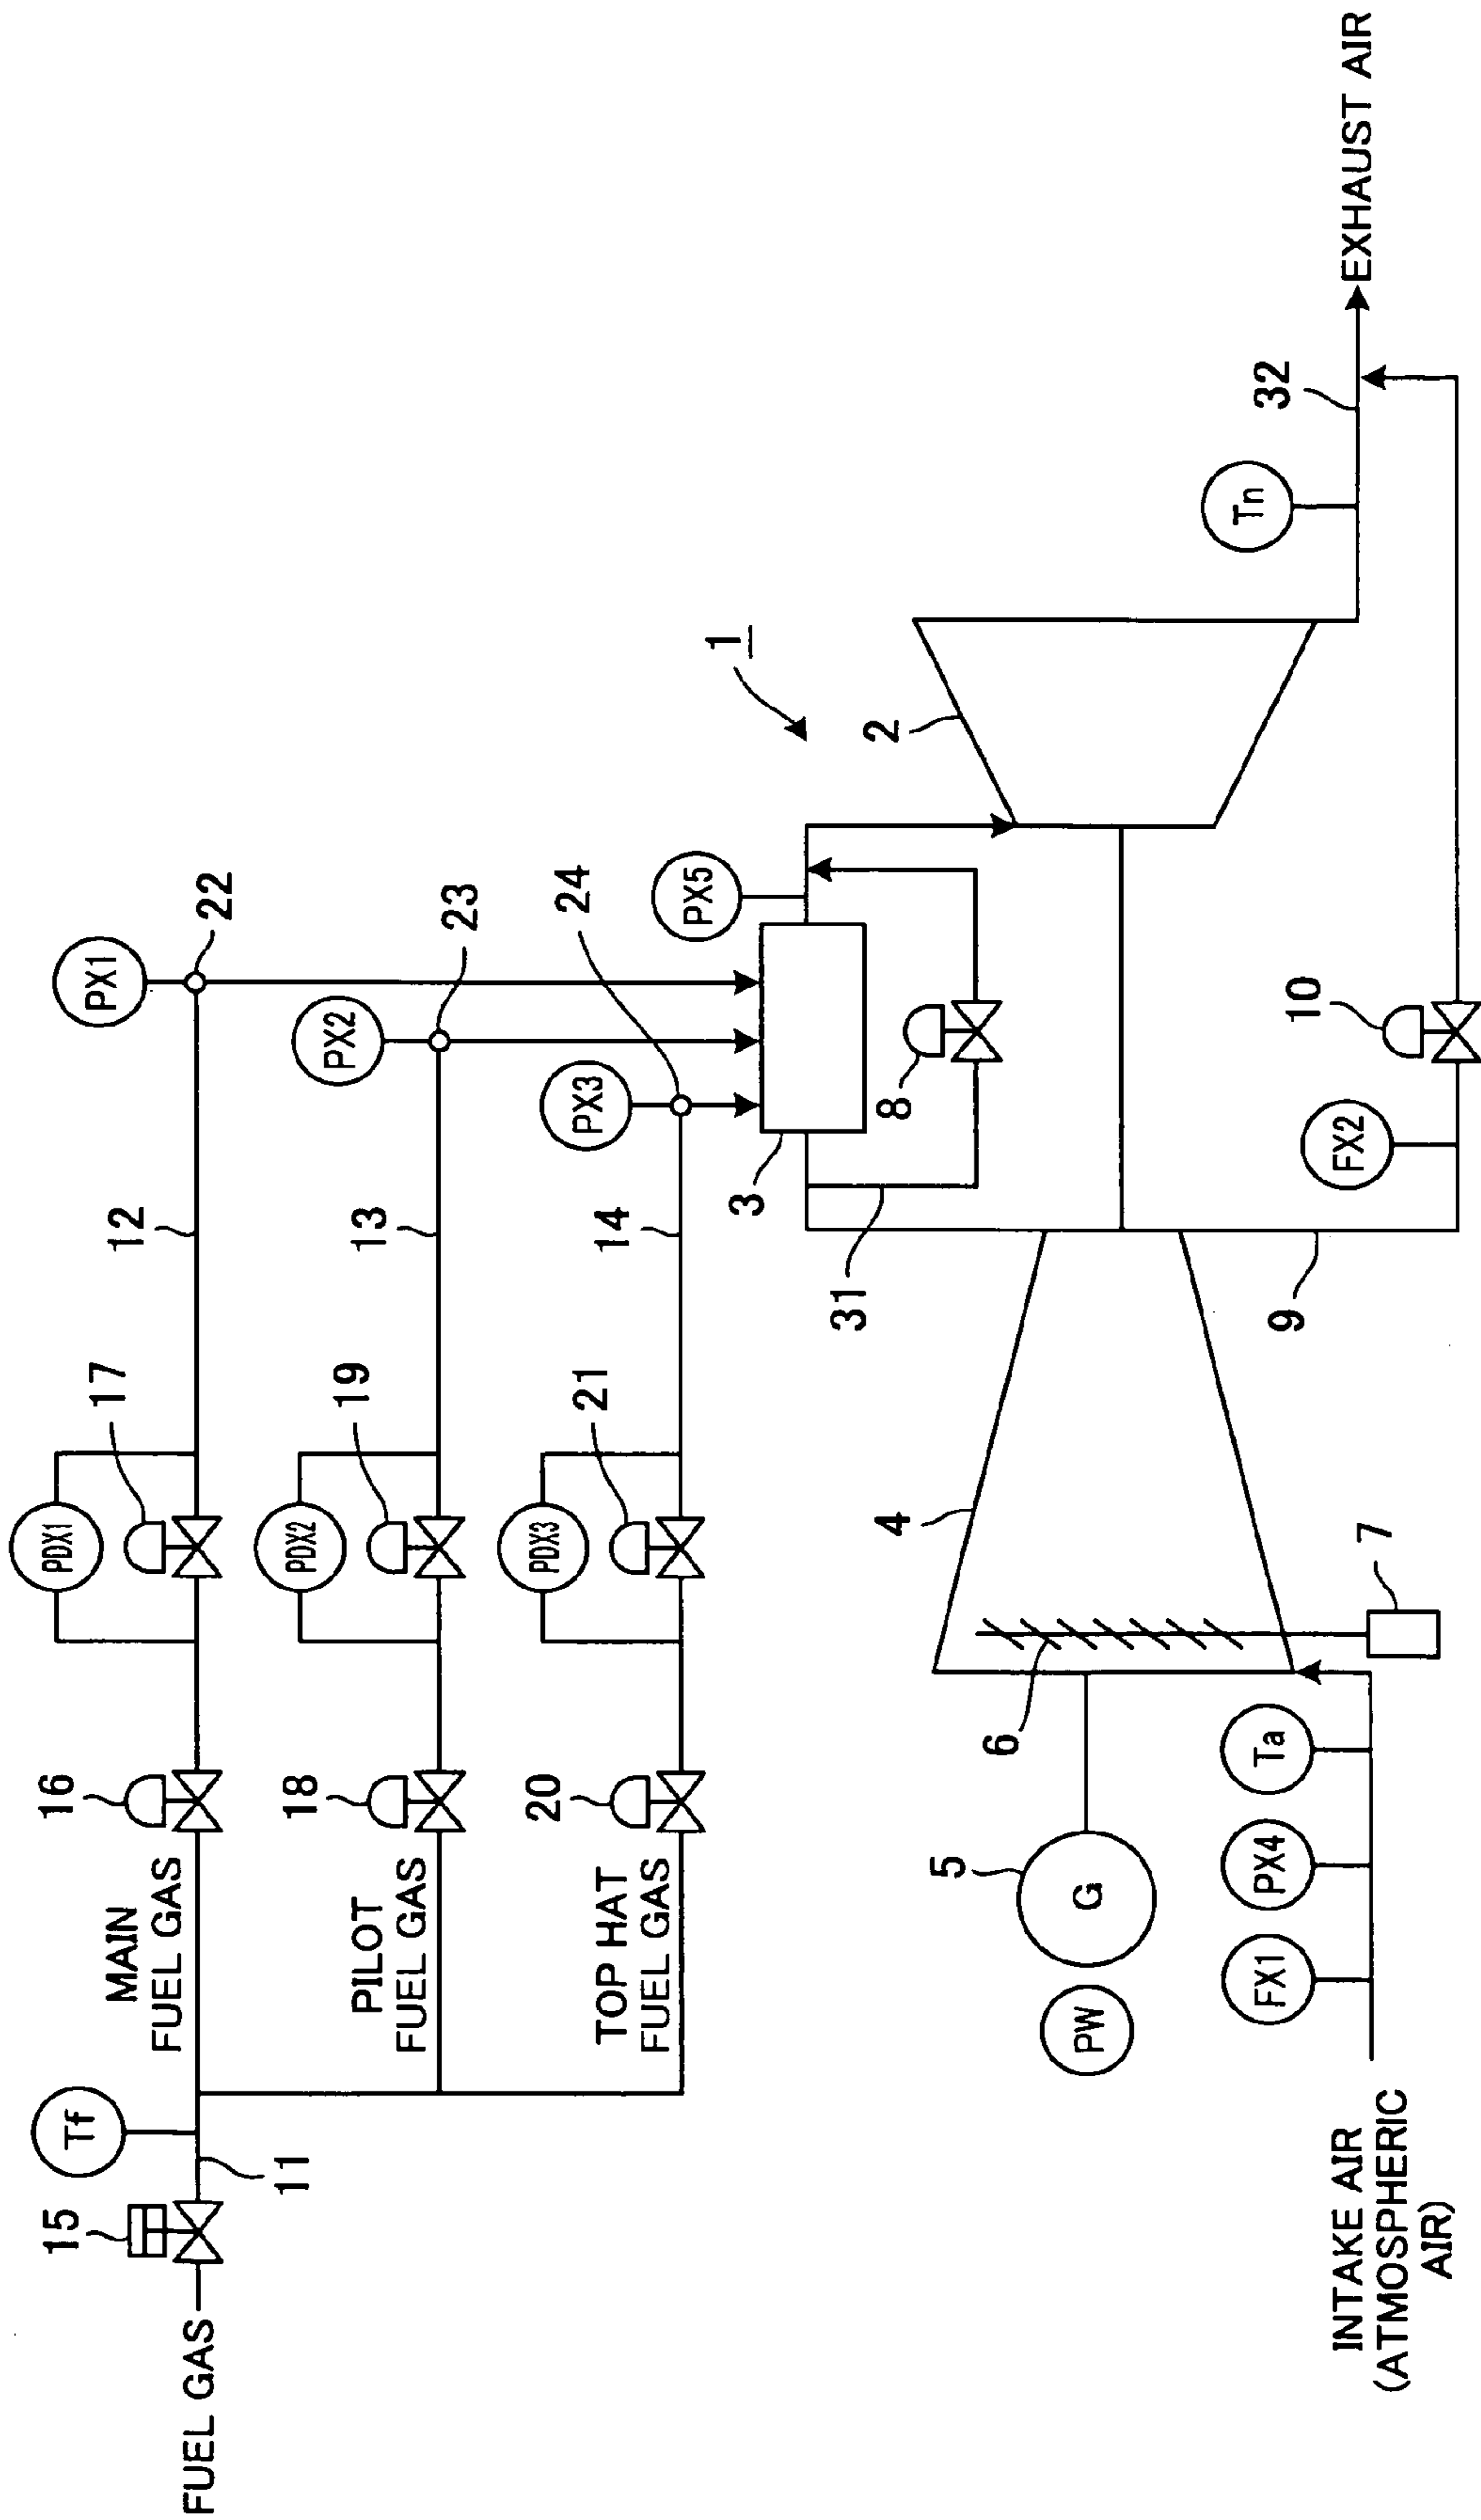 FUEL GAS
15
11
Tf
MAIN
FUEL GAS
16
PDX1
17
12
PX1
22
PILOT
FUEL GAS
18
PDX2
19
13
PX2
23
TOP HAT
FUEL GAS
20
PDX3
21
14
PX3
24
PX5
3
31
8
1
2
Tn
32
EXHAUST AIR
PW
5
G
6
4
7
9
FX2
10
INTAKE AIR
(ATMOSPHERIC
AIR)
FX1
PX4
Ta